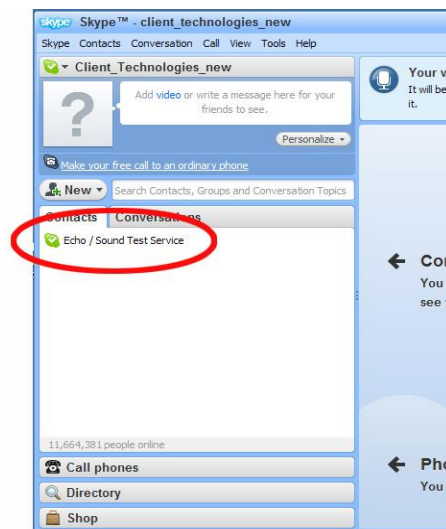 skype Skype™ - client_technologies_new
Skype Contacts Conversation Call View Tools Help
Client_Technologies_new
Add video or write a message here for your
friends to see.
Personalize
Make your free call to an ordinary phone
New Search Contacts, Groups and Conversation Topics
Contacts Conversations
Echo / Sound Test Service
11,664,381 people online
Call phones
Directory
Shop
Your
It will be
it.
You
see
You